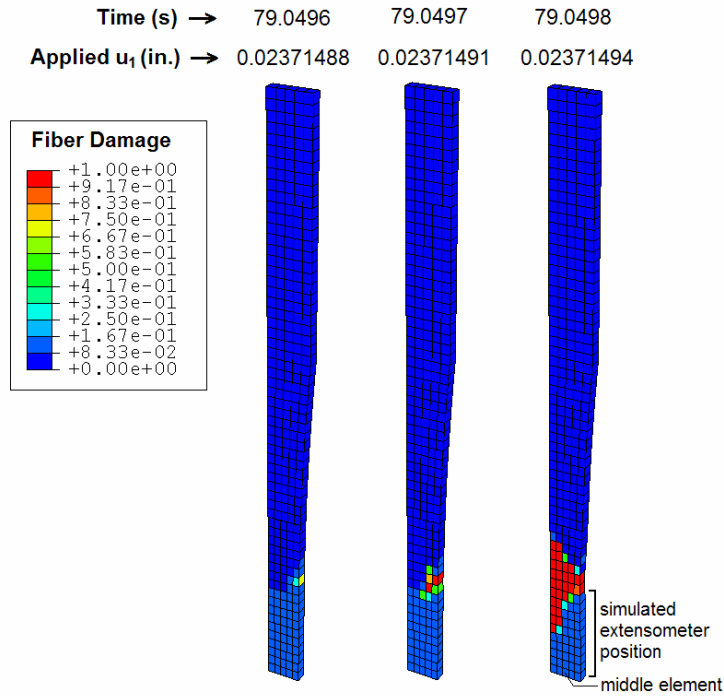 Time (s) → 79.0496 79.0497 79.0498
Applied u₁ (in.) → 0.02371488 0.02371491 0.02371494
Fiber Damage
+1.00e+00
+9.17e-01
+8.33e-01
+7.50e-01
+6.67e-01
+5.83e-01
+5.00e-01
+4.17e-01
+3.33e-01
+2.50e-01
+1.67e-01
+8.33e-02
+0.00e+00
simulated
extensometer
position
middle element